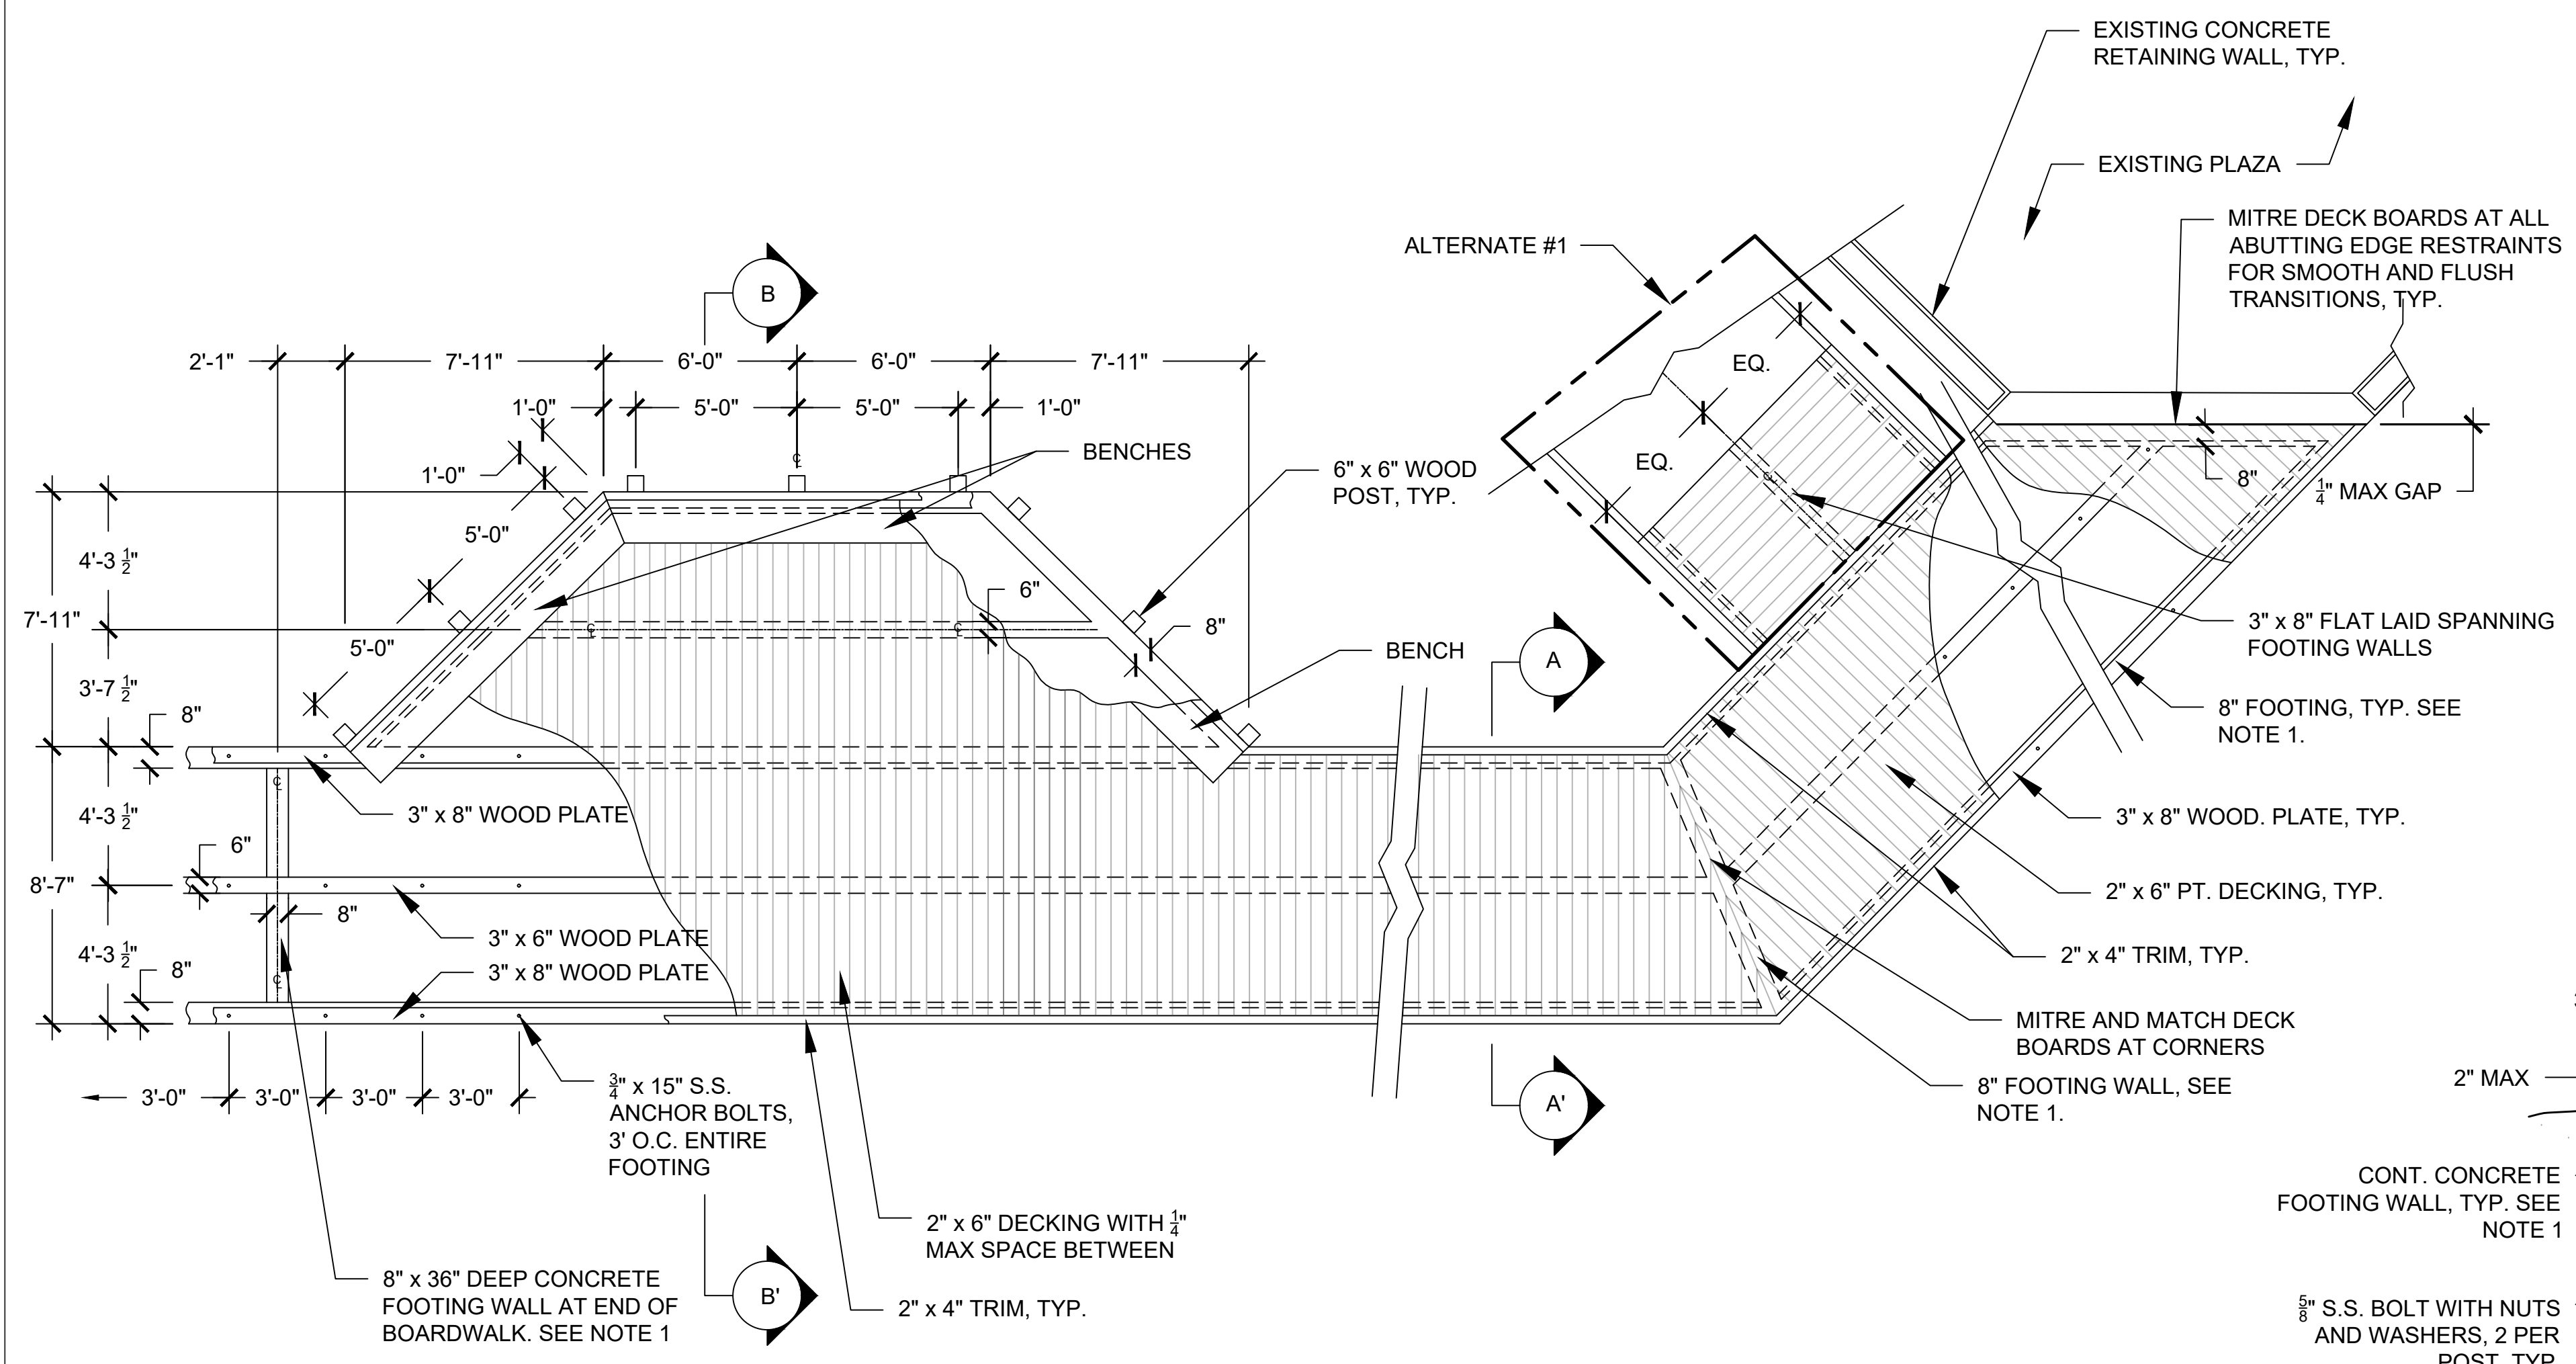 EXISTING CONCRETE
RETAINING WALL, TYP.
EXISTING PLAZA
MITRE DECK BOARDS AT ALL
ABUTTING EDGE RESTRAINTS
FOR SMOOTH AND FLUSH
TRANSITIONS, TYP.
ALTERNATE #1
B
2'-1"
7'-11"
6'-0"
6'-0"
7'-11"
1'-0"
5'-0"
5'-0"
1'-0"
EQ.
EQ.
BENCHES
1'-0"
6" x 6" WOOD
POST, TYP.
8"
1/4" MAX GAP
5'-0"
4'-3 1/2"
6"
7'-11"
8"
5'-0"
BENCH
A
3" x 8" FLAT LAID SPANNING
FOOTING WALLS
3'-7 1/2"
8"
8" FOOTING, TYP. SEE
NOTE 1.
3" x 8" WOOD PLATE
4'-3 1/2"
3" x 8" WOOD. PLATE, TYP.
6"
8'-7"
8"
2" x 6" PT. DECKING, TYP.
3" x 6" WOOD PLATE
4'-3 1/2"
8"
3" x 8" WOOD PLATE
2" x 4" TRIM, TYP.
MITRE AND MATCH DECK
BOARDS AT CORNERS
3'-0"
3'-0"
3'-0"
3'-0"
3/4" x 15" S.S.
ANCHOR BOLTS,
3' O.C. ENTIRE
FOOTING
A'
8" FOOTING WALL, SEE
NOTE 1.
2" MAX
CONT. CONCRETE
FOOTING WALL, TYP. SEE
NOTE 1
2" x 6" DECKING WITH 1/4"
MAX SPACE BETWEEN
8" x 36" DEEP CONCRETE
FOOTING WALL AT END OF
BOARDWALK. SEE NOTE 1
B'
2" x 4" TRIM, TYP.
5/8" S.S. BOLT WITH NUTS
AND WASHERS, 2 PER
POST, TYP.